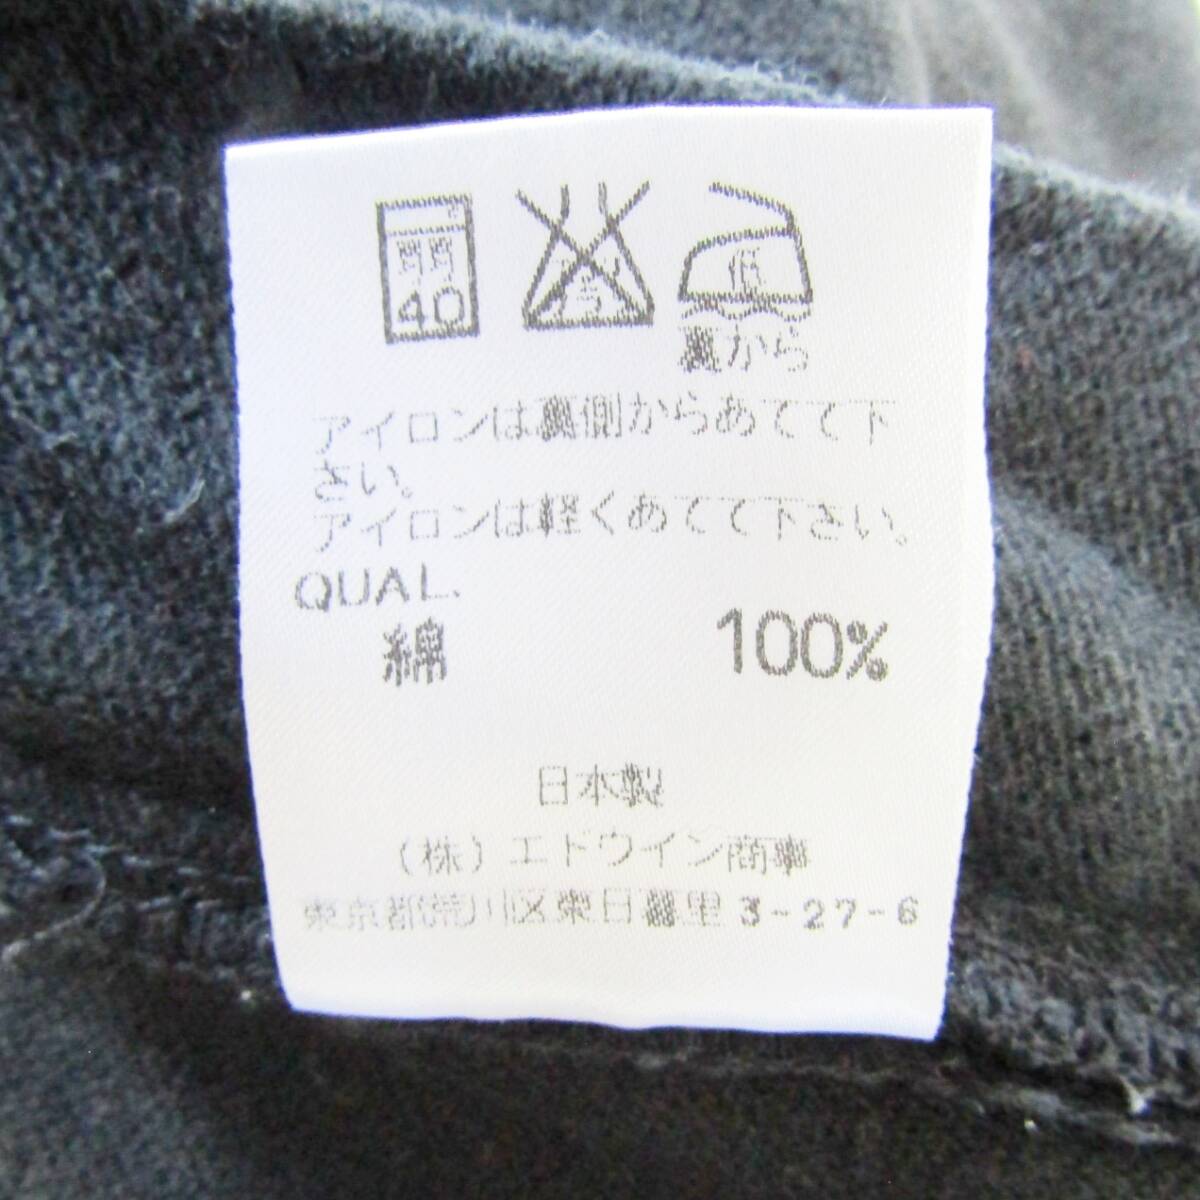 弱
40
低
裏から
アイロンは裏側からあてて下
さい。
アイロンは軽くあてて下さい。
QUAL.
綿 100%
日本製
(株)エドウイン商事
東京都荒川区東日暮里 3-27-6